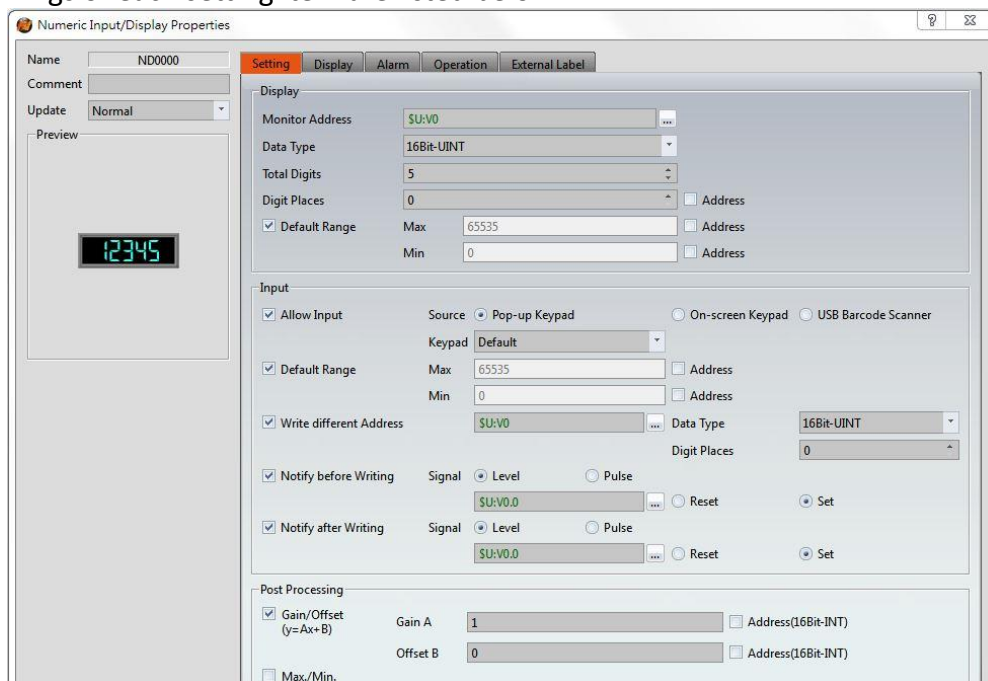 Numeric Input/Display Properties
Name ND0000
Comment
Update Normal
Preview
12345
Setting Display Alarm Operation External Label
Display
Monitor Address $U:V0 ...
Data Type 16Bit-UINT
Total Digits 5
Digit Places 0 Address
Default Range Max 65535 Address
Min 0 Address
Input
Allow Input Source Pop-up Keypad On-screen Keypad USB Barcode Scanner
Keypad Default
Default Range Max 65535 Address
Min 0 Address
Write different Address $U:V0 ... Data Type 16Bit-UINT
Digit Places 0
Notify before Writing Signal Level Pulse
$U:V0.0 ... Reset Set
Notify after Writing Signal Level Pulse
$U:V0.0 ... Reset Set
Post Processing
Gain/Offset
(y=Ax+B) Gain A 1 Address(16Bit-INT)
Offset B 0 Address(16Bit-INT)
Max./Min.